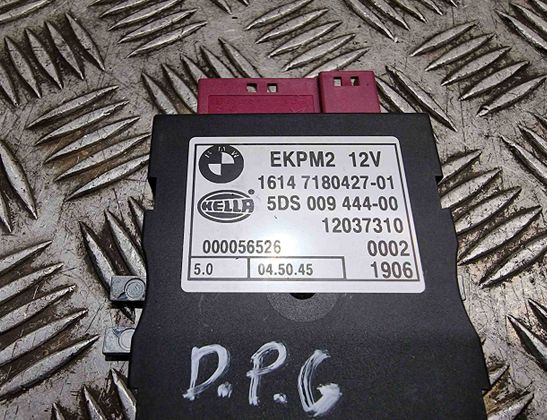 BMW
EKPM2 12V
1614 7180427-01
HELLA
5DS 009 444-00
12037310
000056526 0002
5.0 04.50.45 1906
D.P.G